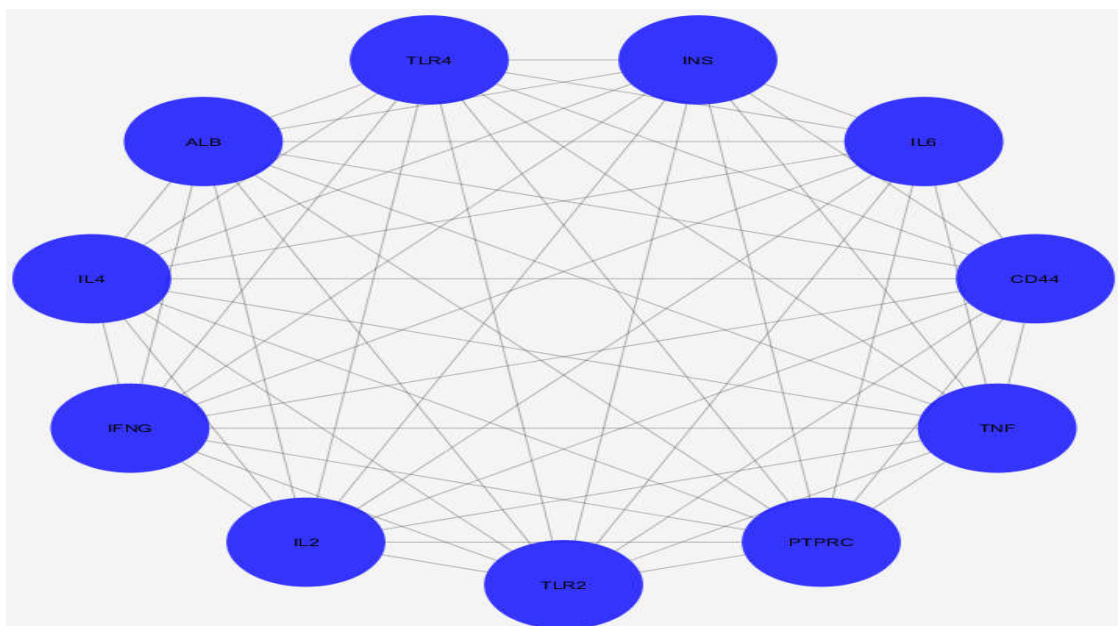 TLR4
INS
ALB
IL6
IL4
CD44
IFNG
TNF
IL2
PTPRC
TLR2